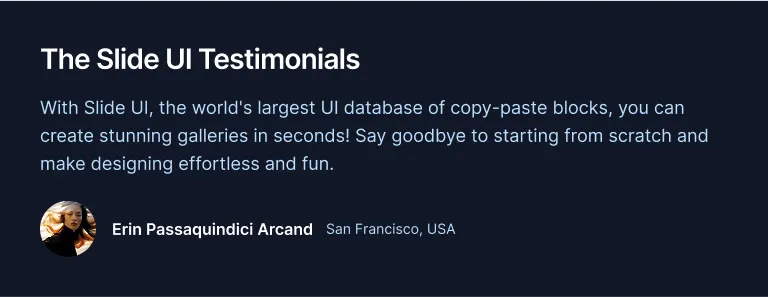 The Slide UI Testimonials
With Slide UI, the world's largest UI database of copy-paste blocks, you can
create stunning galleries in seconds! Say goodbye to starting from scratch and
make designing effortless and fun.
Erin Passaquindici Arcand San Francisco, USA